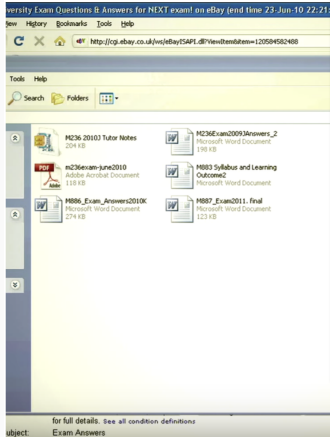 versity Exam Questions & Answers for NEXT exam! on eBay (end time 23-Jun-10 22:21
View History Bookmarks Tools Help
http://cgi.ebay.co.uk/ws/eBayISAPI.dll?ViewItem&item=120584582488
Tools Help
Search Folders
M236 2010J Tutor Notes
204 KB
M236Exam2009JAnswers_2
Microsoft Word Document
198 KB
PDF
Adobe
m236exam-june2010
Adobe Acrobat Document
118 KB
M883 Syllabus and Learning
Outcome2
Microsoft Word Document
M886_Exam_Answers2010K
Microsoft Word Document
274 KB
M887_Exam2011. final
Microsoft Word Document
123 KB
for full details. See all condition definitions
ubject: Exam Answers